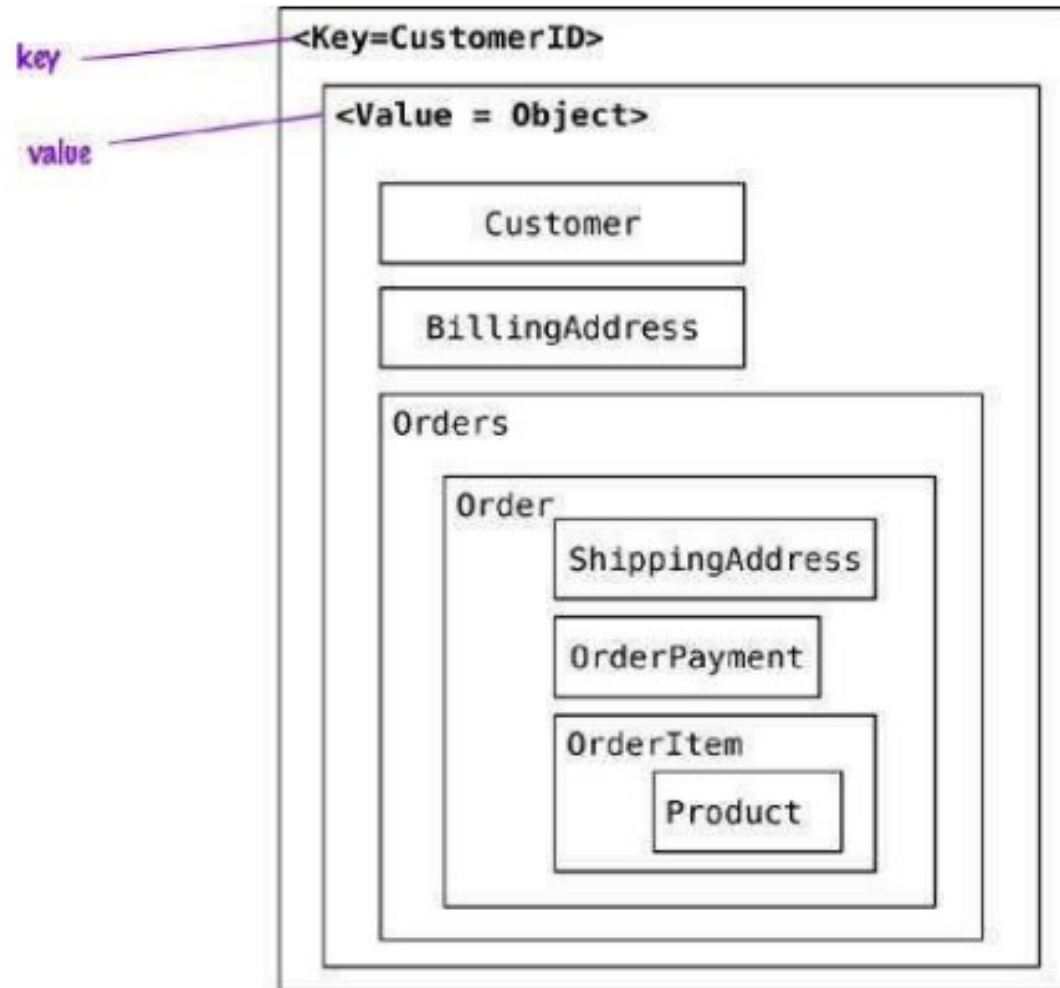 key
<Key=CustomerID>
value
<Value = Object>
Customer
BillingAddress
Orders
Order
ShippingAddress
OrderPayment
OrderItem
Product